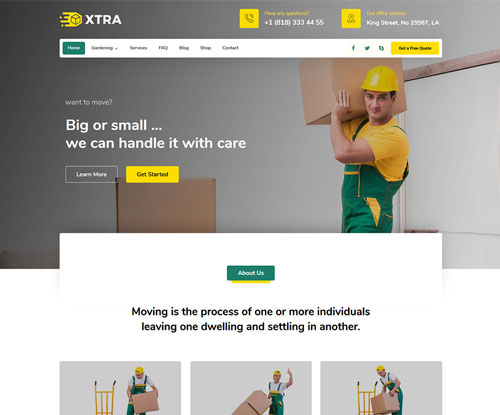 XTRA
Have any questions?
+1 (818) 333 44 55
Our office address
King Street, No 25567, LA
Home
Gardening
Services
FAQ
Blog
Shop
Contact
Get a Free Quote
want to move?
Big or small ...
we can handle it with care
Learn More
Get Started
About Us
Moving is the process of one or more individuals
leaving one dwelling and settling in another.